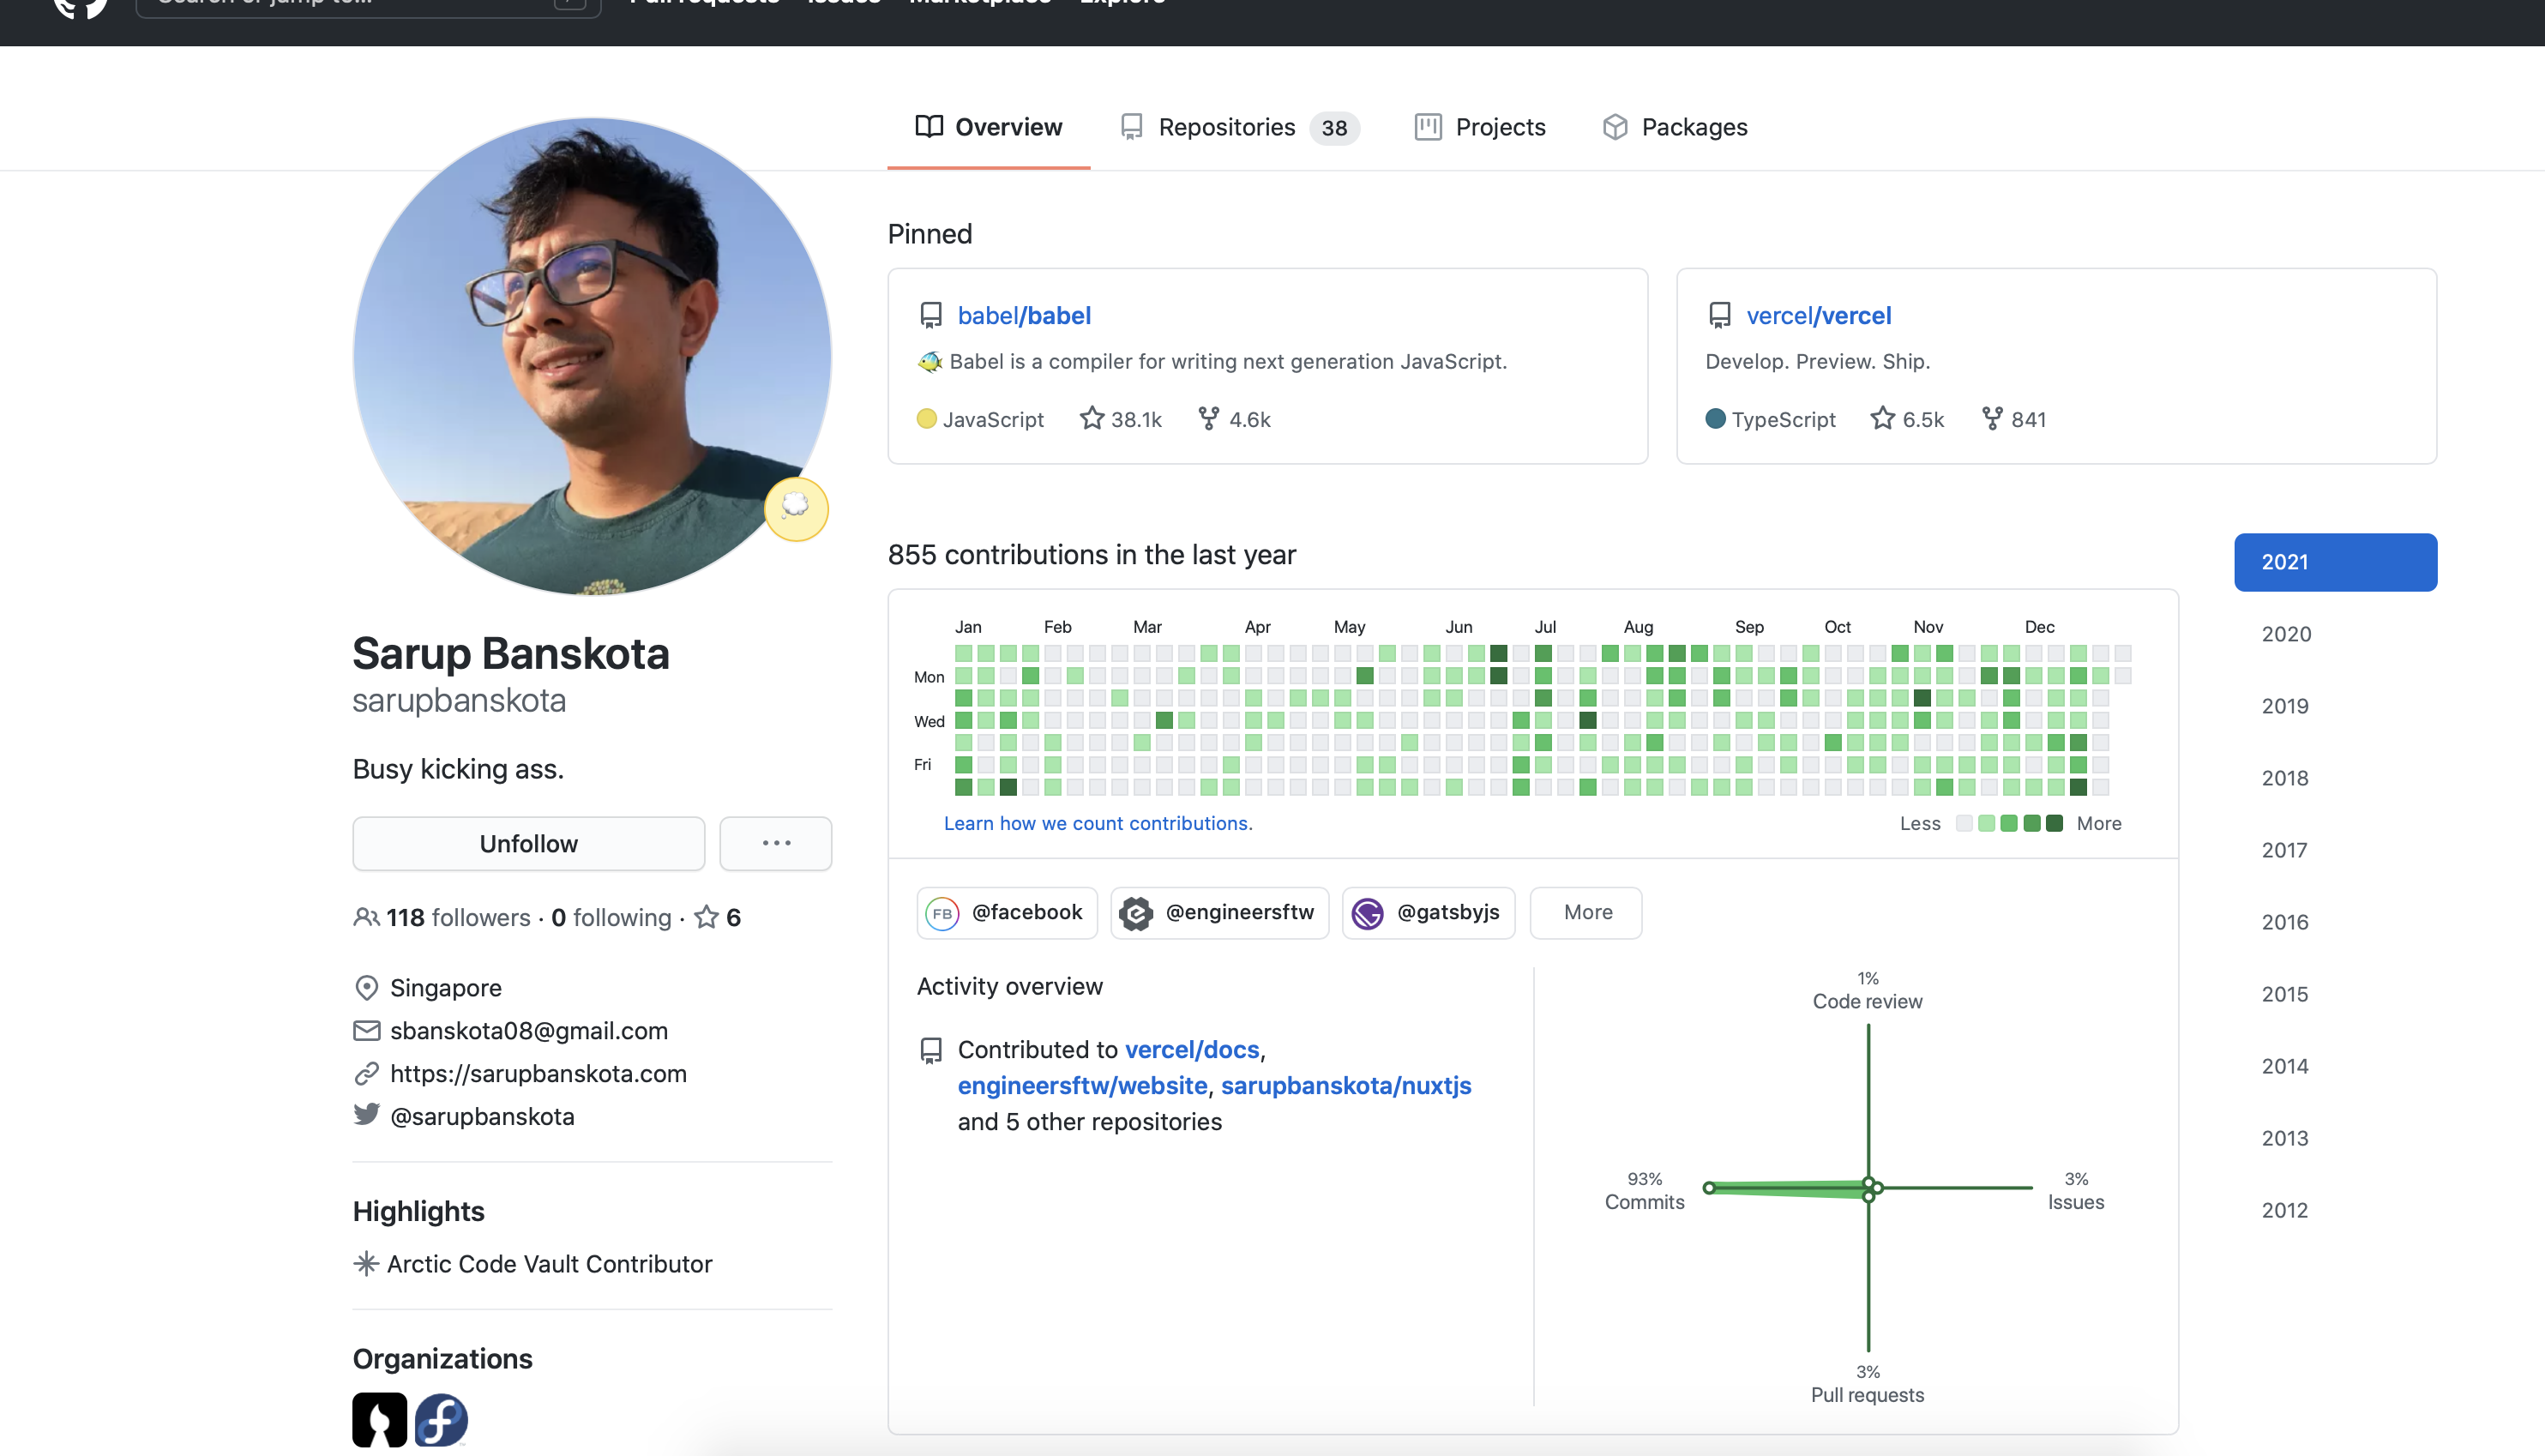 Search or jump to...
Pull requests Issues Marketplace Explore
Overview
Repositories 38
Projects
Packages
Sarup Banskota
sarupbanskota
Busy kicking ass.
Unfollow
...
118 followers · 0 following · 6
Singapore
sbanskota08@gmail.com
https://sarupbanskota.com
@sarupbanskota
Highlights
Arctic Code Vault Contributor
Organizations
Pinned
babel/babel
Babel is a compiler for writing next generation JavaScript.
JavaScript 38.1k 4.6k
vercel/vercel
Develop. Preview. Ship.
TypeScript 6.5k 841
855 contributions in the last year
Jan Feb Mar Apr May Jun Jul Aug Sep Oct Nov Dec
Mon
Wed
Fri
Learn how we count contributions.
Less More
FB @facebook
@engineersftw
@gatsbyjs
More
Activity overview
Contributed to vercel/docs,
engineersftw/website, sarupbanskota/nuxtjs
and 5 other repositories
1%
Code review
93%
Commits
3%
Issues
3%
Pull requests
2021
2020
2019
2018
2017
2016
2015
2014
2013
2012